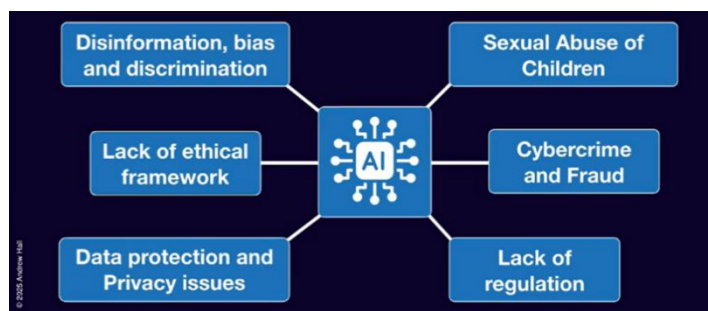 Disinformation, bias
and discrimination
Sexual Abuse of
Children
Lack of ethical
framework
AI
Cybercrime
and Fraud
Data protection and
Privacy issues
Lack of
regulation
© 2025 Andrew Hall